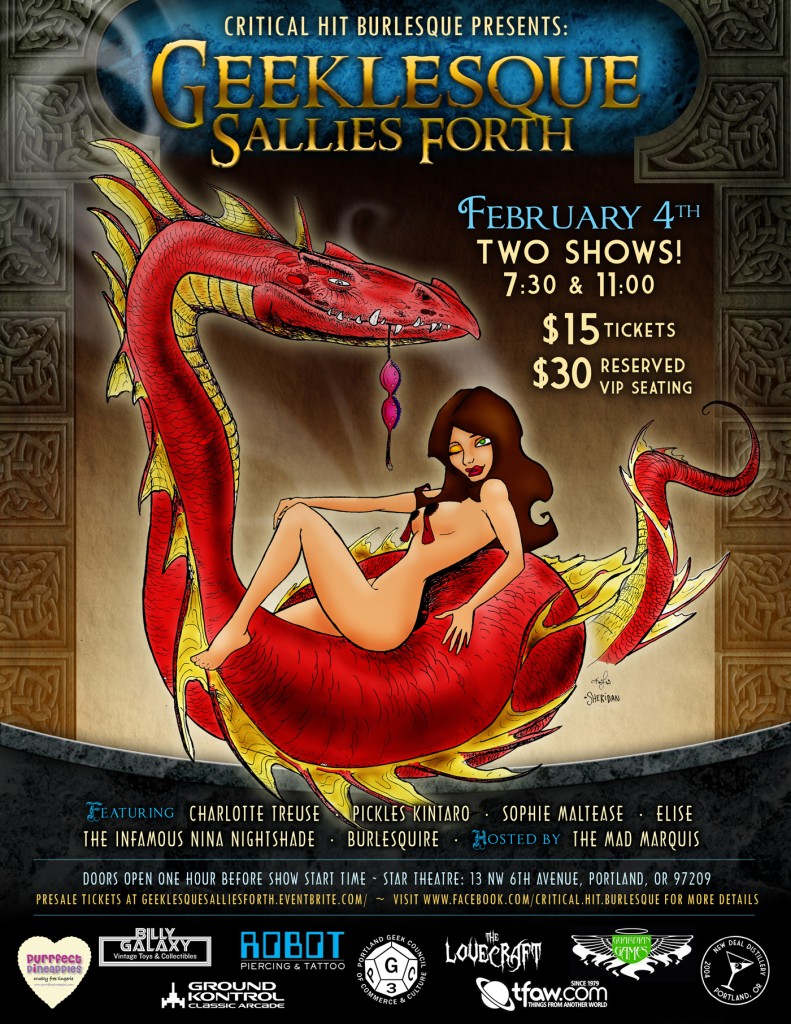 CRITICAL HIT BURLESQUE PRESENTS:
GEEKLESQUE
SALLIES FORTH
FEBRUARY 4TH
TWO SHOWS!
7:30 & 11:00
$15 TICKETS
$30 RESERVED
VIP SEATING
SHERIDAN
FEATURING CHARLOTTE TREUSE · PICKLES KINTARO · SOPHIE MALTEASE · ELISE
THE INFAMOUS NINA NIGHTSHADE · BURLESQUIRE · HOSTED BY THE MAD MARQUIS
DOORS OPEN ONE HOUR BEFORE SHOW START TIME - STAR THEATRE: 13 NW 6TH AVENUE, PORTLAND, OR 97209
PRESALE TICKETS AT GEEKLESQUESALLIESFORTH.EVENTBRITE.COM/ ~ VISIT WWW.FACEBOOK.COM/CRITICAL.HIT.BURLESQUE FOR MORE DETAILS
Purrfect
Pineapples
cruelty free lingerie
BILLY
GALAXY
Vintage Toys & Collectibles
GROUND
KONTROL
CLASSIC ARCADE
ROBOT
PIERCING & TATTOO
PORTLAND GEEK COUNCIL
OF COMMERCE & CULTURE
P G C
3
THE
LOVECRAFT
tfaw.com
SINCE 1979
THINGS FROM ANOTHER WORLD
GUARDIAN
GAMES
NEW DEAL DISTILLERY
PORTLAND, OR
2004